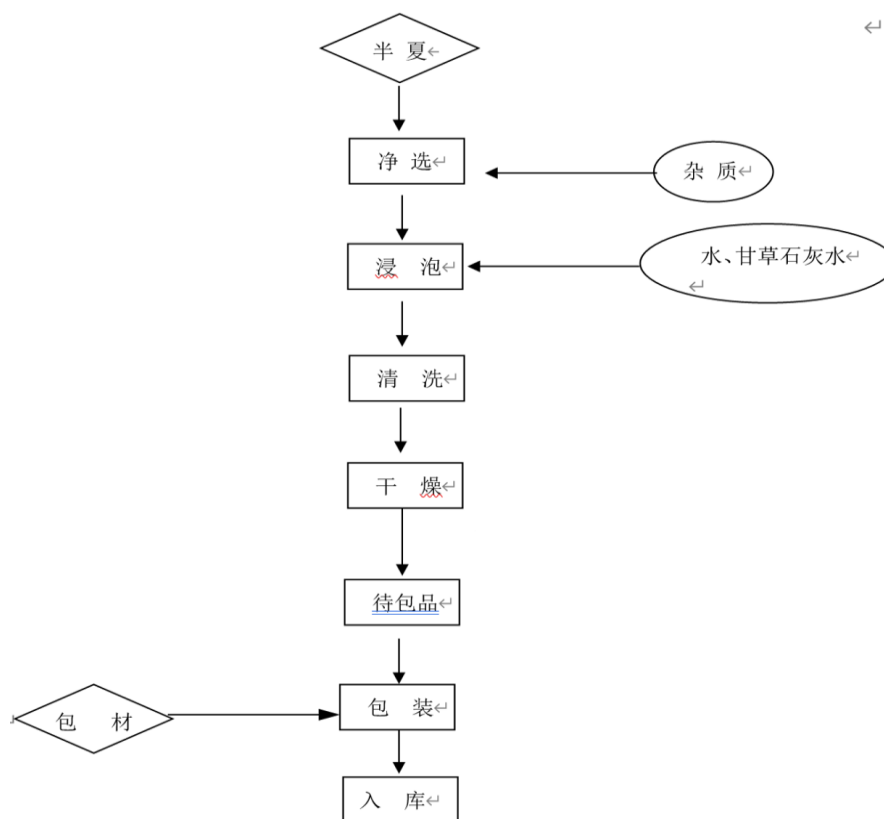 半 夏
净 选
杂 质
浸 泡
水、甘草石灰水
清 洗
干 燥
待包品
包 材
包 装
入 库